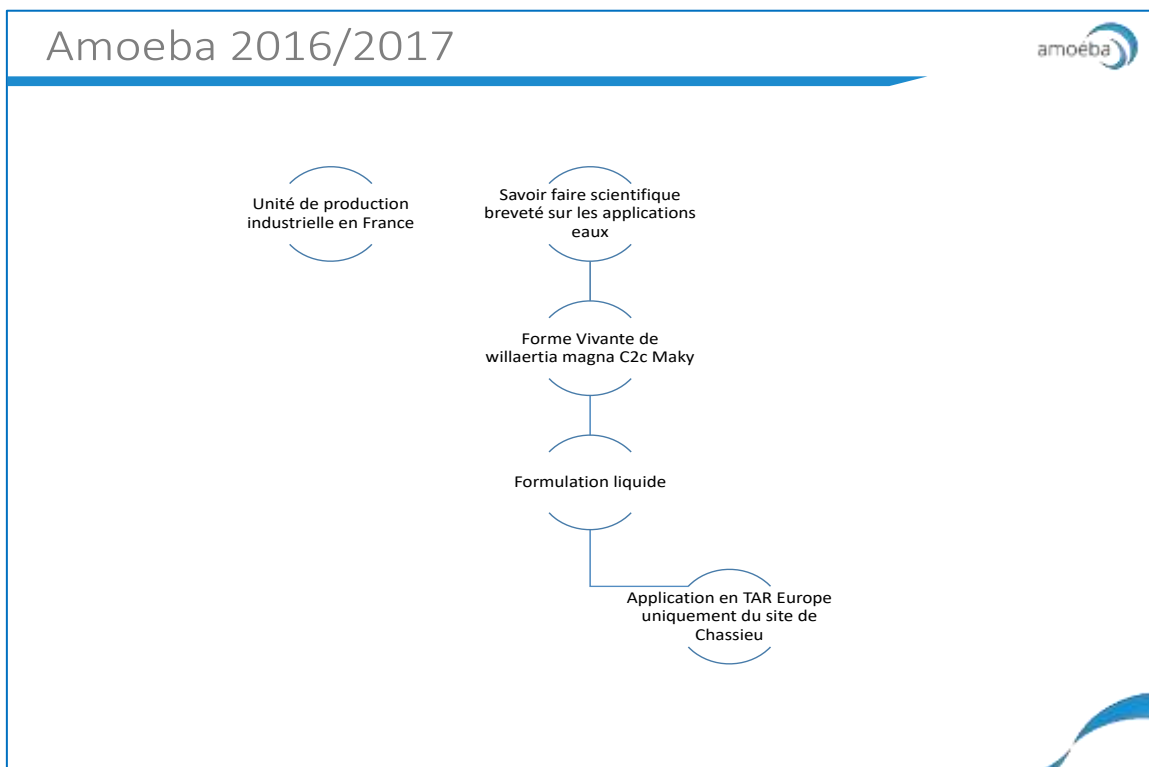 Amoeba 2016/2017
amoéba
Unité de production
industrielle en France
Savoir faire scientifique
breveté sur les applications
eaux
Forme Vivante de
willaertia magna C2c Maky
Formulation liquide
Application en TAR Europe
uniquement du site de
Chassieu